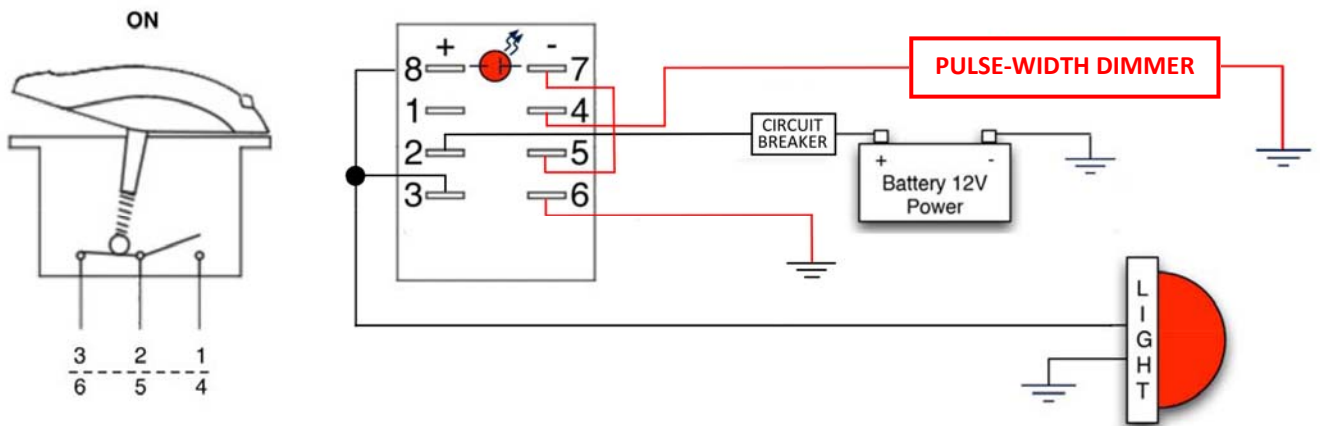 ON
3 2 1
6 5 4
+ -
8 7
1 4
2 5
3 6
PULSE-WIDTH DIMMER
CIRCUIT
BREAKER
+ -
Battery 12V
Power
L
I
G
H
T